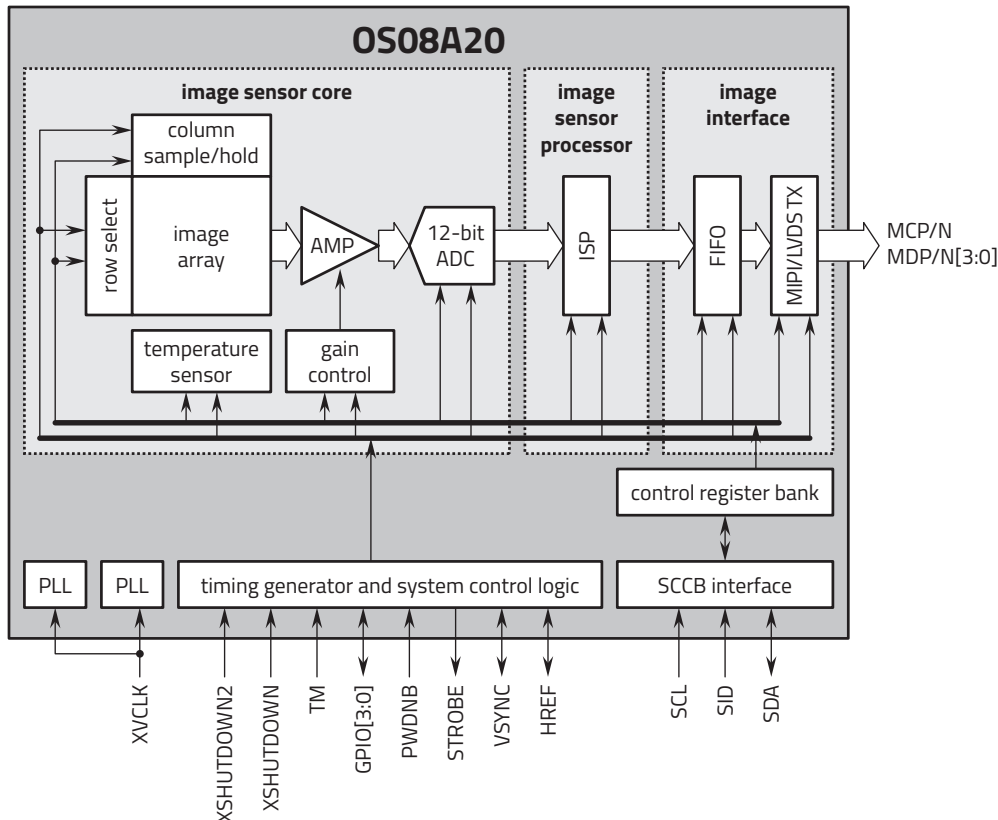 OS08A20
image sensor core
image
sensor
processor
image
interface
column
sample/hold
row select
image
array
AMP
12-bit
ADC
ISP
FIFO
MIPI/LVDS TX
MCP/N
MDP/N[3:0]
temperature
sensor
gain
control
control register bank
PLL
PLL
timing generator and system control logic
SCCB interface
XVCLK
XSHUTDOWN2
XSHUTDOWN
TM
GPIO[3:0]
PWDNB
STROBE
VSYNC
HREF
SCL
SID
SDA